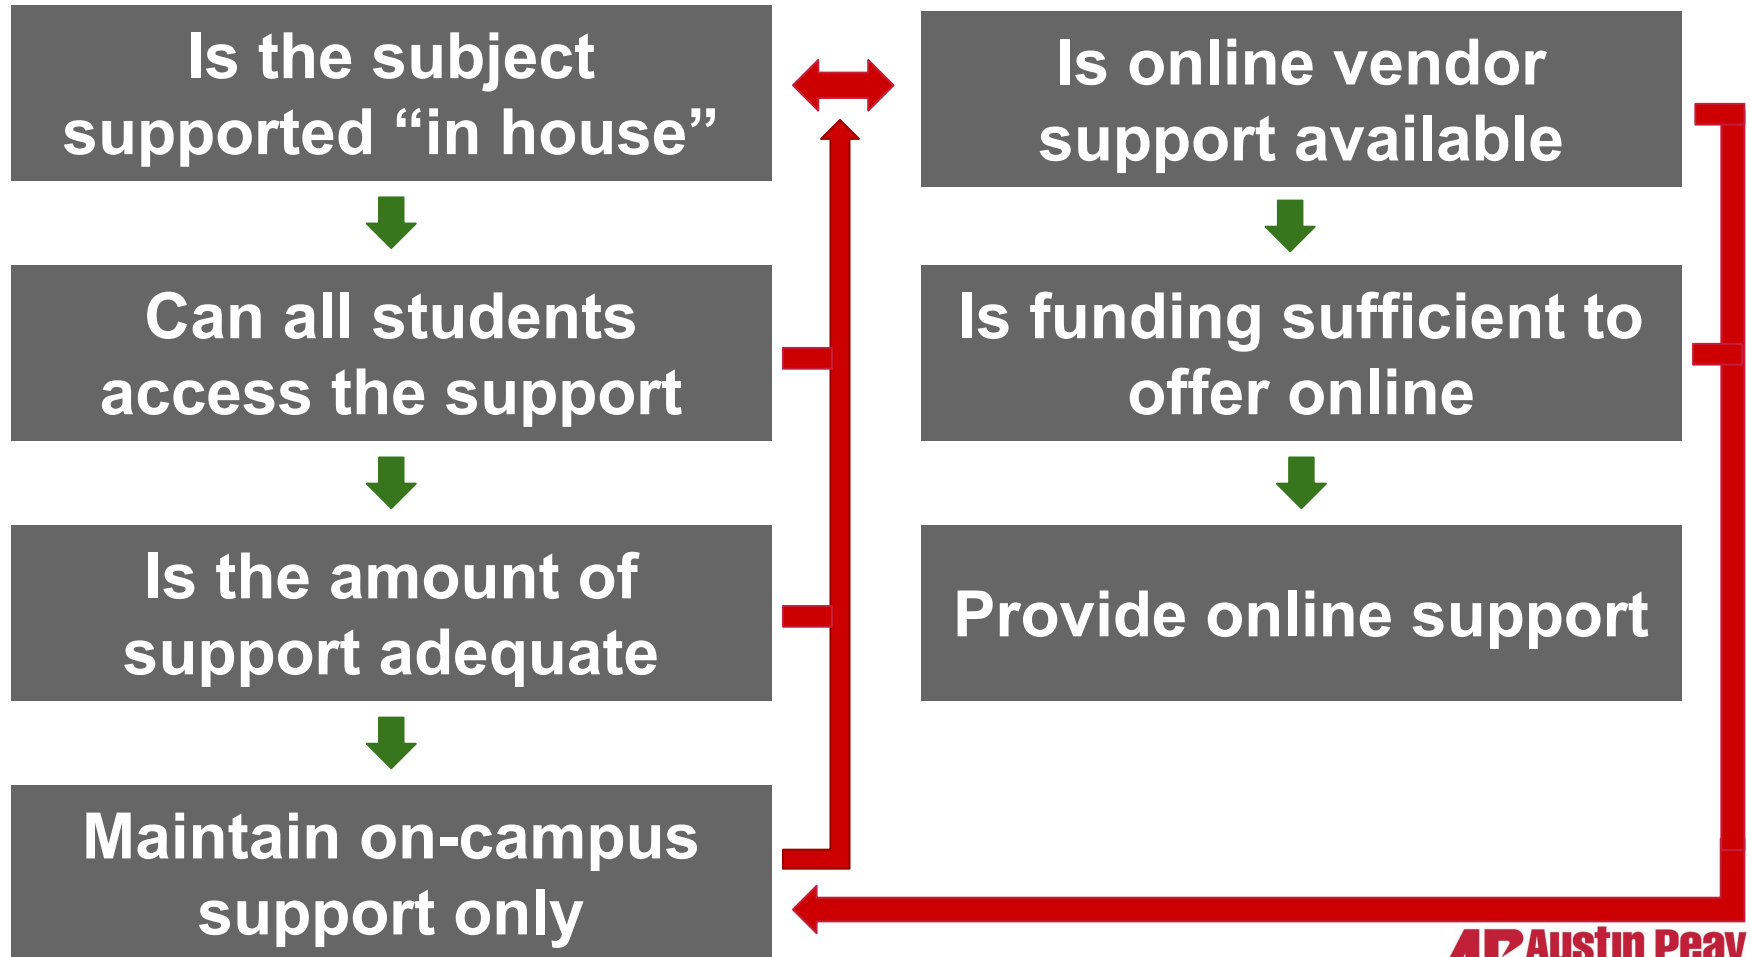 Is the subject
supported “in house”
Can all students
access the support
Is the amount of
support adequate
Maintain on-campus
support only
Is online vendor
support available
Is funding sufficient to
offer online
Provide online support
AP Austin Peay